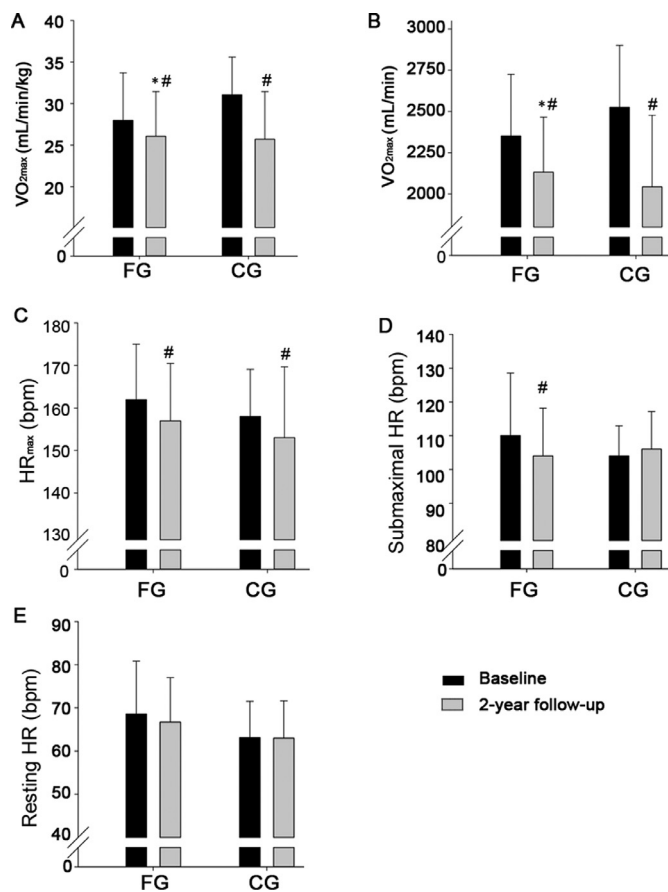 A
VO2max (mL/min/kg)
40
35
30
25
20
0
*#
#
FG
CG
B
VO2max (mL/min)
3000
2750
2500
2250
2000
0
*#
#
FG
CG
C
HRmax (bpm)
180
170
160
150
140
130
0
#
#
FG
CG
D
Submaximal HR (bpm)
140
130
120
110
100
90
80
0
#
FG
CG
E
Resting HR (bpm)
90
80
70
60
50
40
0
FG
CG
Baseline
2-year follow-up